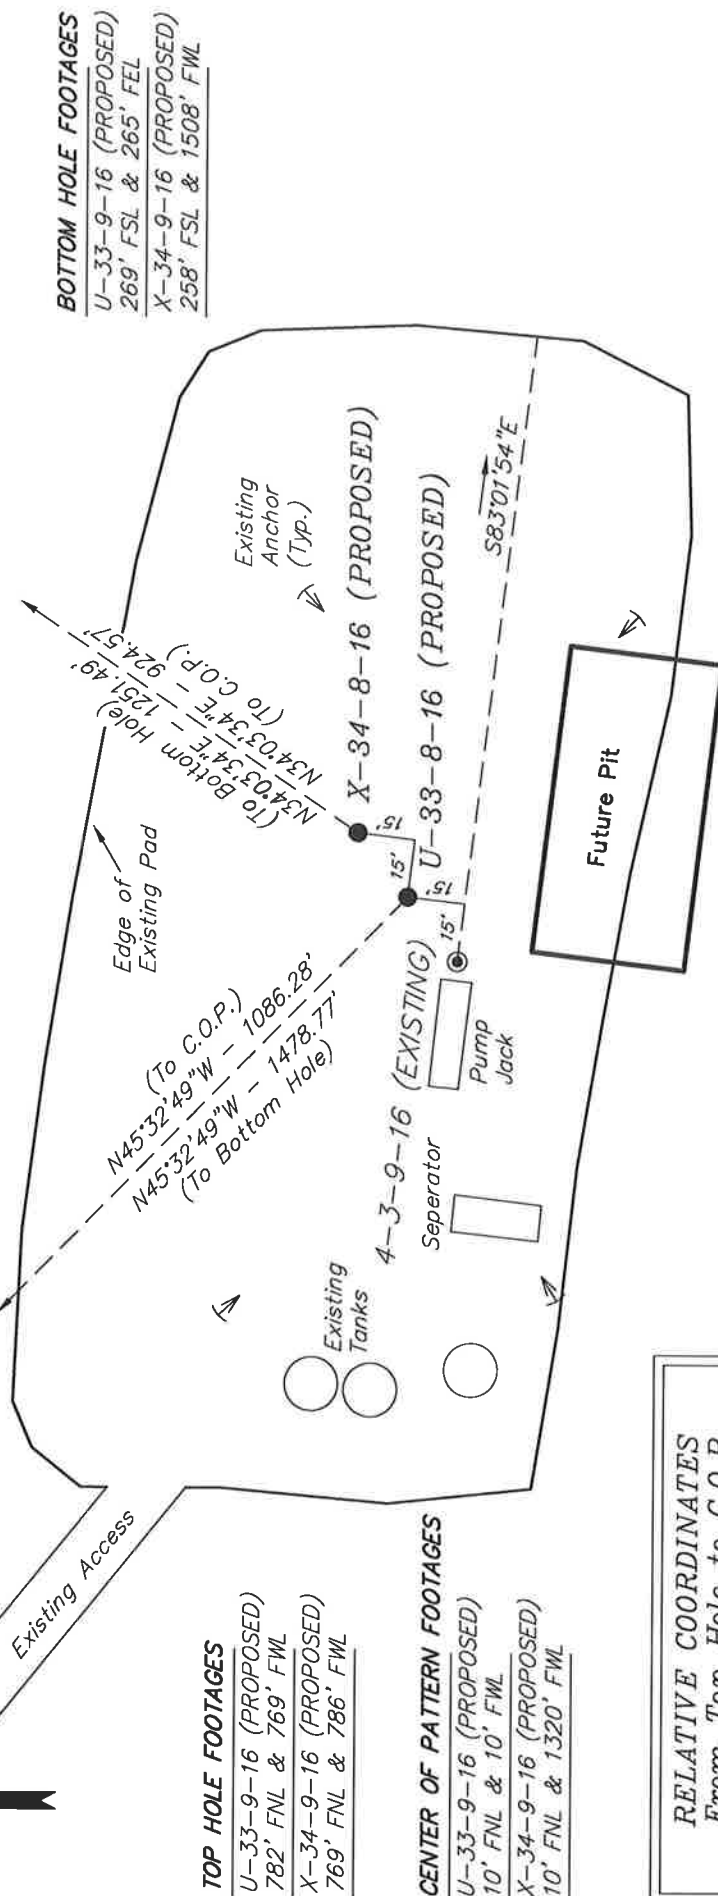 BOTTOM HOLE FOOTAGES
U-33-9-16 (PROPOSED)
269' FSL & 265' FEL
X-34-9-16 (PROPOSED)
258' FSL & 1508' FWL
Existing Access
Edge of
Existing Pad
(To C.O.P.)
N45°32'49"W - 1086.28'
N45°32'49"W - 1478.77'
(To Bottom Hole)
(To Bottom Hole)
N34°03'34"E - 1251.49'
N34°03'34"E - 924.57'
(To C.O.P.)
Existing
Anchor
(Typ.)
X-34-8-16 (PROPOSED)
15'
15'
U-33-8-16 (PROPOSED)
15'
15'
S83°01'54"E
4-3-9-16 (EXISTING)
Pump
Jack
Seperator
Existing
Tanks
Future Pit
TOP HOLE FOOTAGES
U-33-9-16 (PROPOSED)
782' FNL & 769' FWL
X-34-9-16 (PROPOSED)
769' FNL & 786' FWL
CENTER OF PATTERN FOOTAGES
U-33-9-16 (PROPOSED)
10' FNL & 10' FWL
X-34-9-16 (PROPOSED)
10' FNL & 1320' FWL
RELATIVE COORDINATES
From Top Hole to C.O.P.